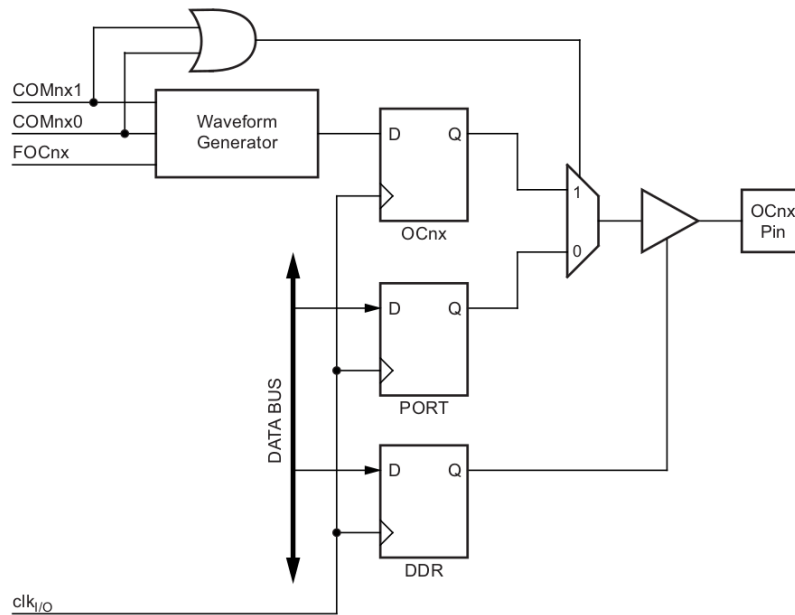 COMnx1
COMnx0
FOCnx
Waveform
Generator
D
Q
OCnx
1
0
OCnx
Pin
DATA BUS
D
Q
PORT
D
Q
DDR
clkI/O